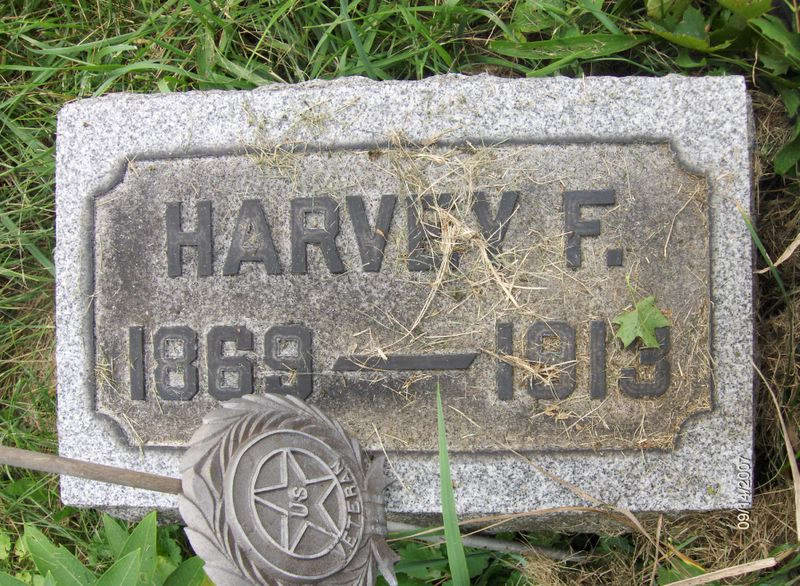 HARVEY F.
1869 — 1913
US
VETERAN
09/14/2007